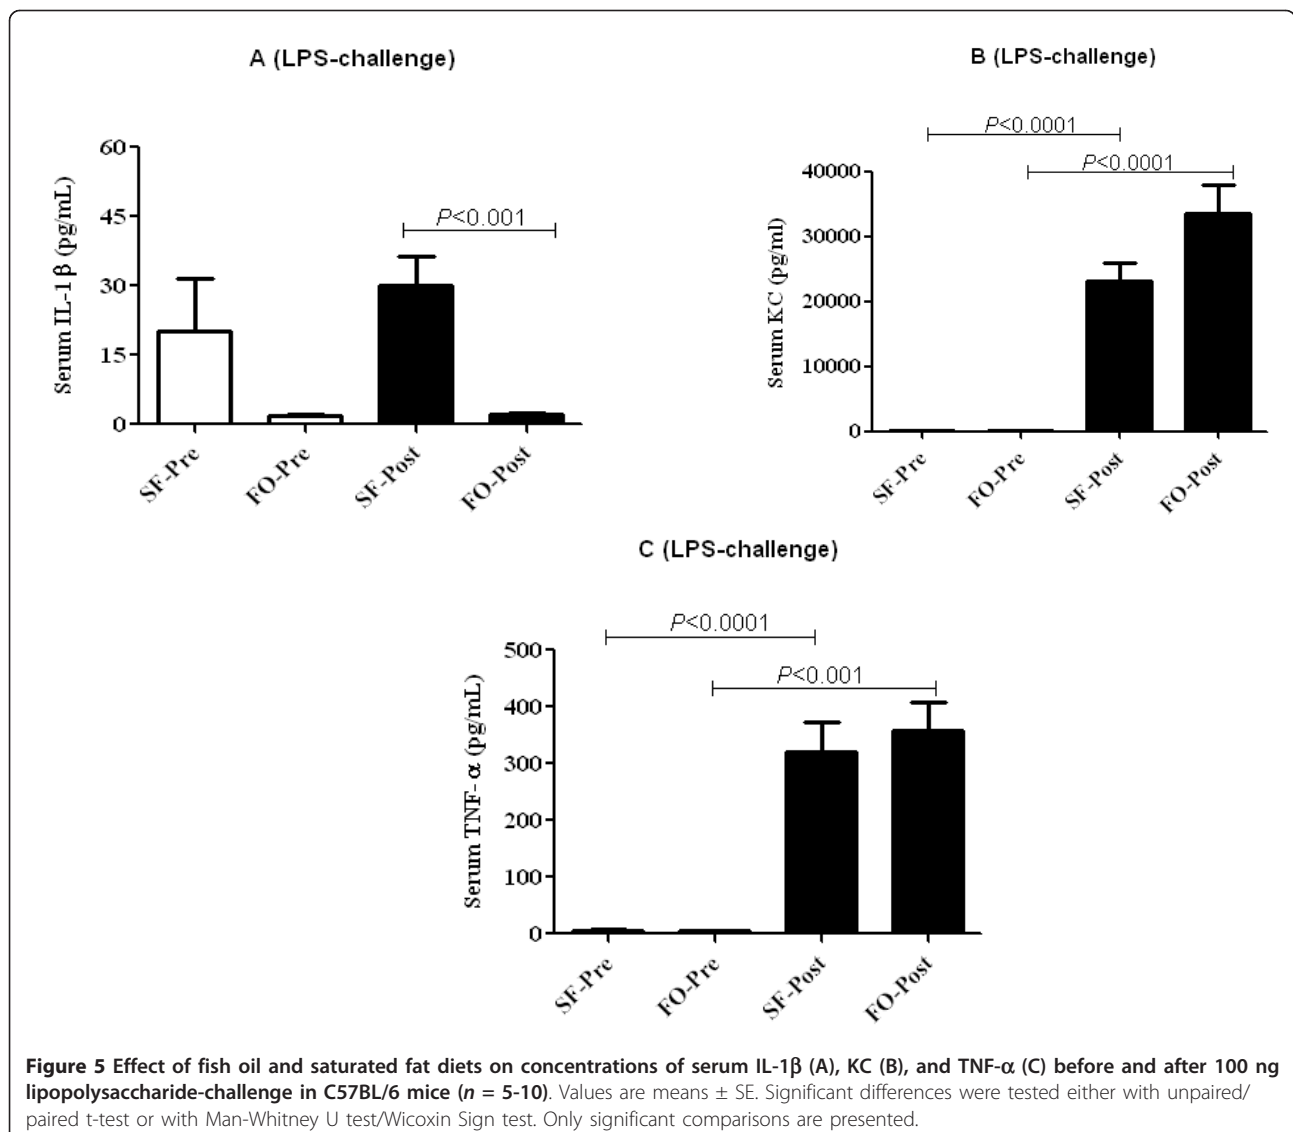 A (LPS-challenge)
Serum IL-1 β (pg/mL)
60
45
30
15
0
P<0.001
SF-Pre
FO-Pre
SF-Post
FO-Post
B (LPS-challenge)
P<0.0001
P<0.0001
Serum KC (pg/ml)
40000
30000
20000
10000
0
SF-Pre
FO-Pre
SF-Post
FO-Post
C (LPS-challenge)
P<0.0001
P<0.001
Serum TNF- α (pg/mL)
500
400
300
200
100
0
SF-Pre
FO-Pre
SF-Post
FO-Post
Figure 5 Effect of fish oil and saturated fat diets on concentrations of serum IL-1β (A), KC (B), and TNF-α (C) before and after 100 ng
lipopolysaccharide-challenge in C57BL/6 mice (n = 5-10). Values are means ± SE. Significant differences were tested either with unpaired/
paired t-test or with Man-Whitney U test/Wicoxin Sign test. Only significant comparisons are presented.